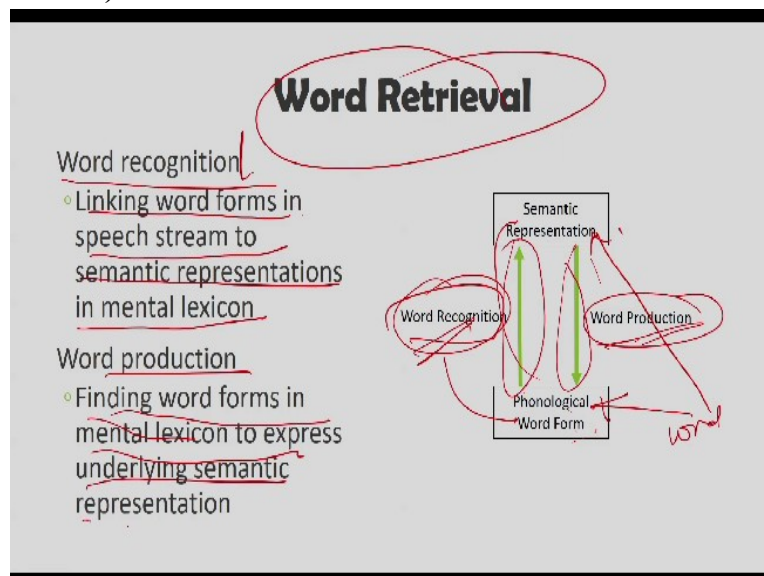 Word Retrieval
Word recognition
Linking word forms in
speech stream to
semantic representations
in mental lexicon
Word production
Finding word forms in
mental lexicon to express
underlying semantic
representation
Semantic
Representation
Word Recognition
Word Production
Phonological
Word Form
word